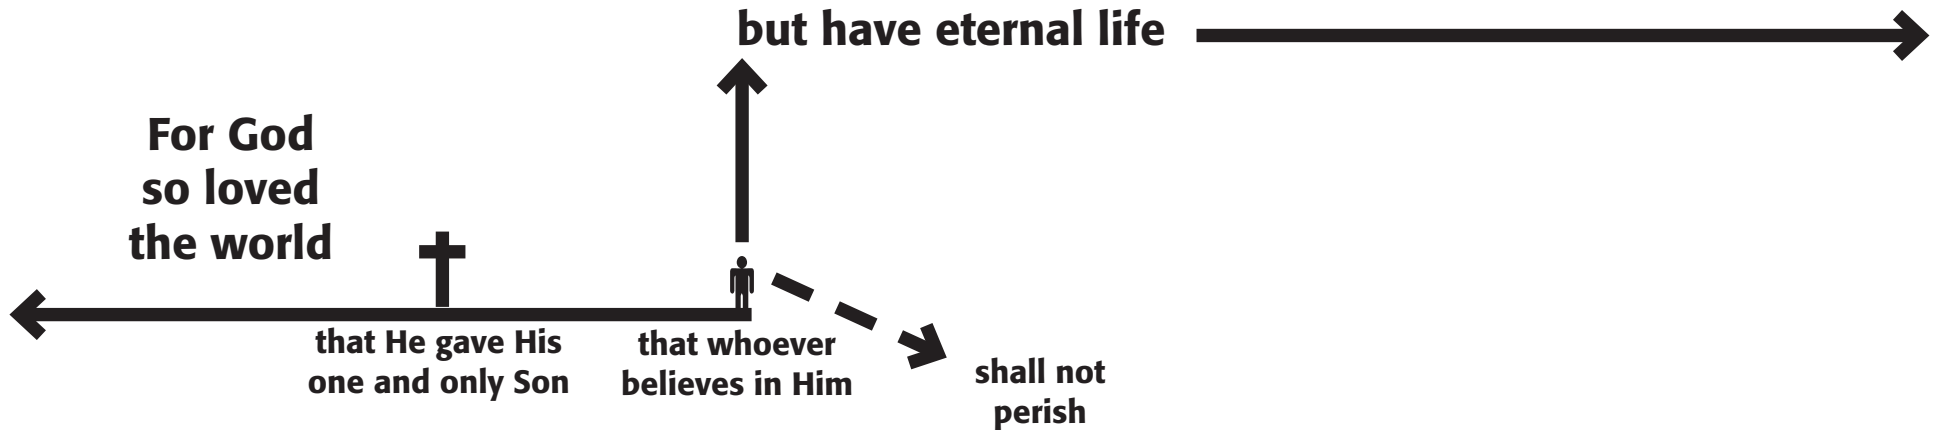 For God
so loved
the world
that He gave His
one and only Son
that whoever
believes in Him
shall not
perish
but have eternal life